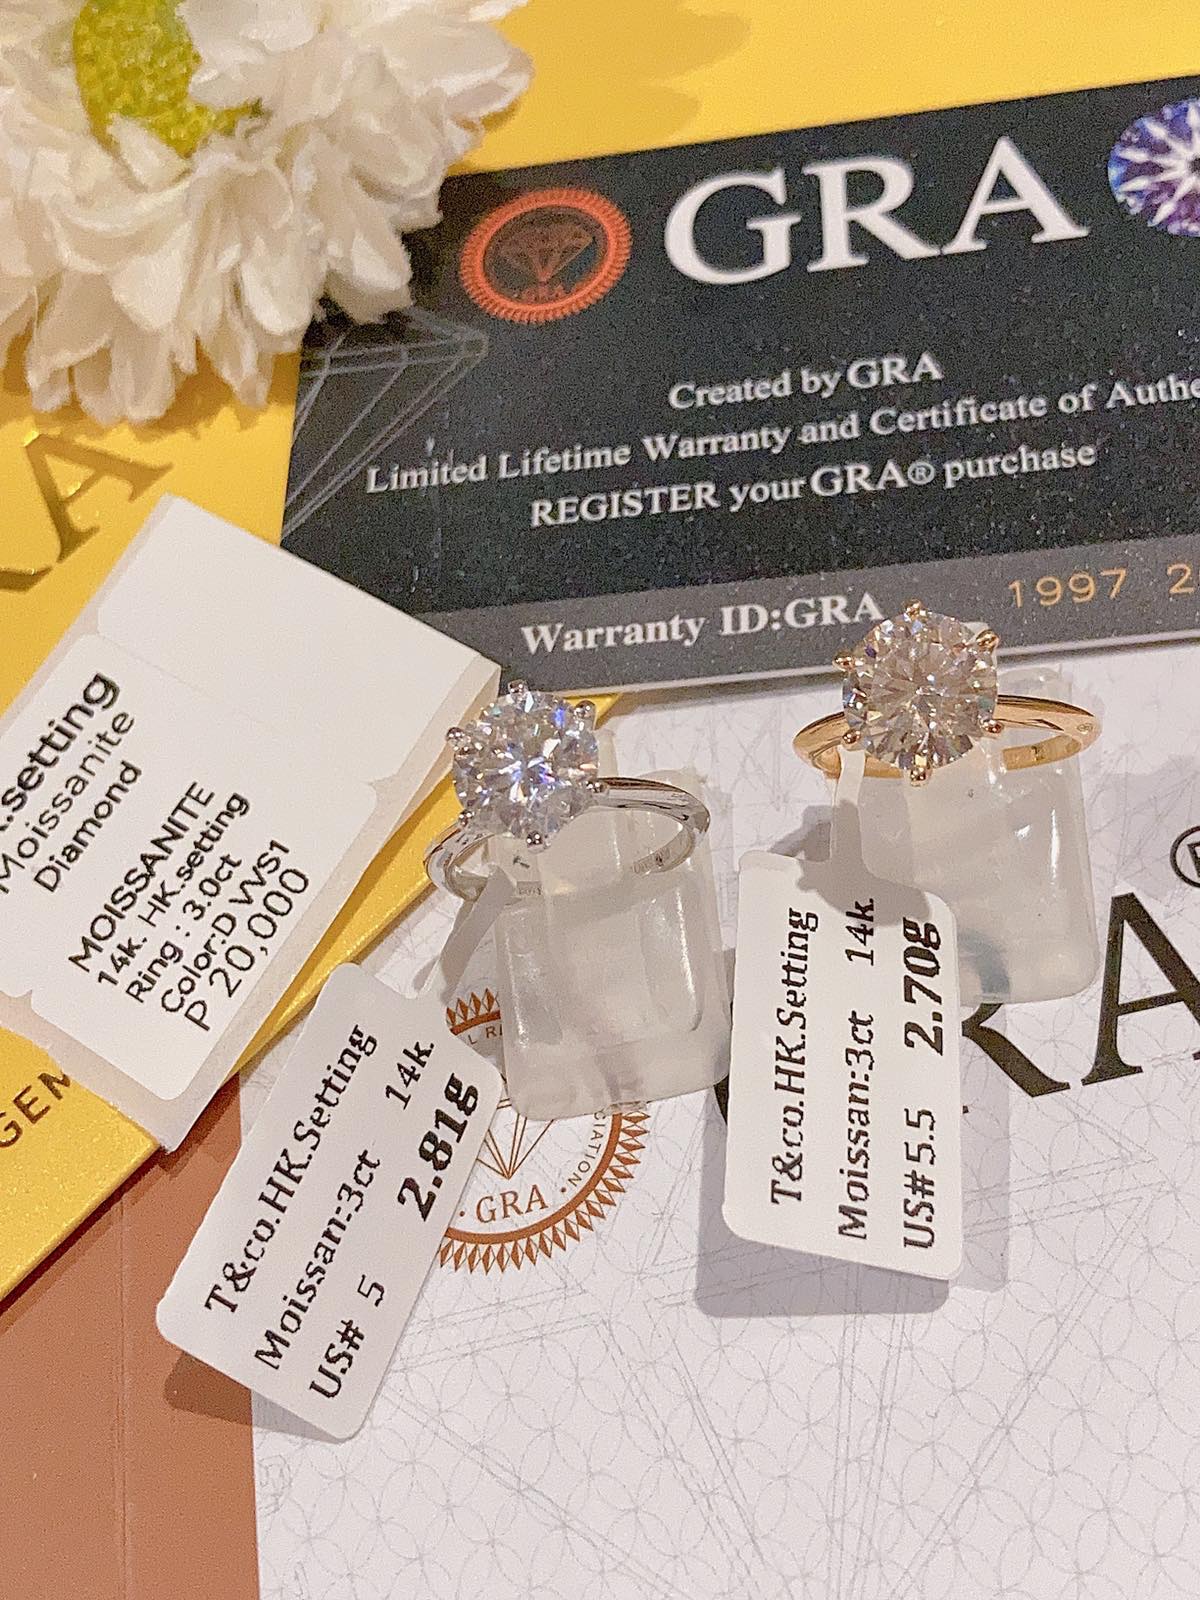 GRA
Created by GRA
Limited Lifetime Warranty and Certificate of
REGISTER your GRA® purchase
Warranty ID:GRA 1997 2
RA
.setting
Moissanite
Diamond
MOISSANITE
14k. HK.setting
Ring : 3.0ct
Color:D VVS1
P 20,000
GEM
T&co.HK.Setting
Moissan:3ct 14k.
US# 5 2.81g
T&co.HK.Setting
Moissan:3ct 14k
US#5.5 2.70g
GRA
RA®